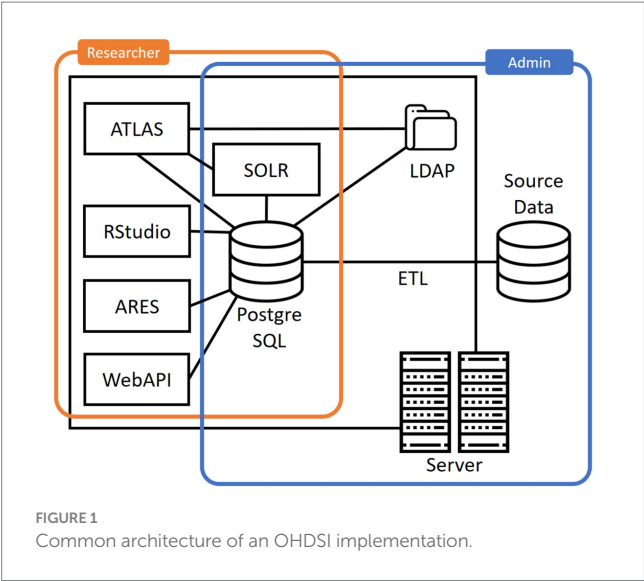 Researcher
Admin
ATLAS
SOLR
LDAP
Source
Data
RStudio
ETL
ARES
Postgre
SQL
WebAPI
Server
FIGURE 1
Common architecture of an OHDSI implementation.